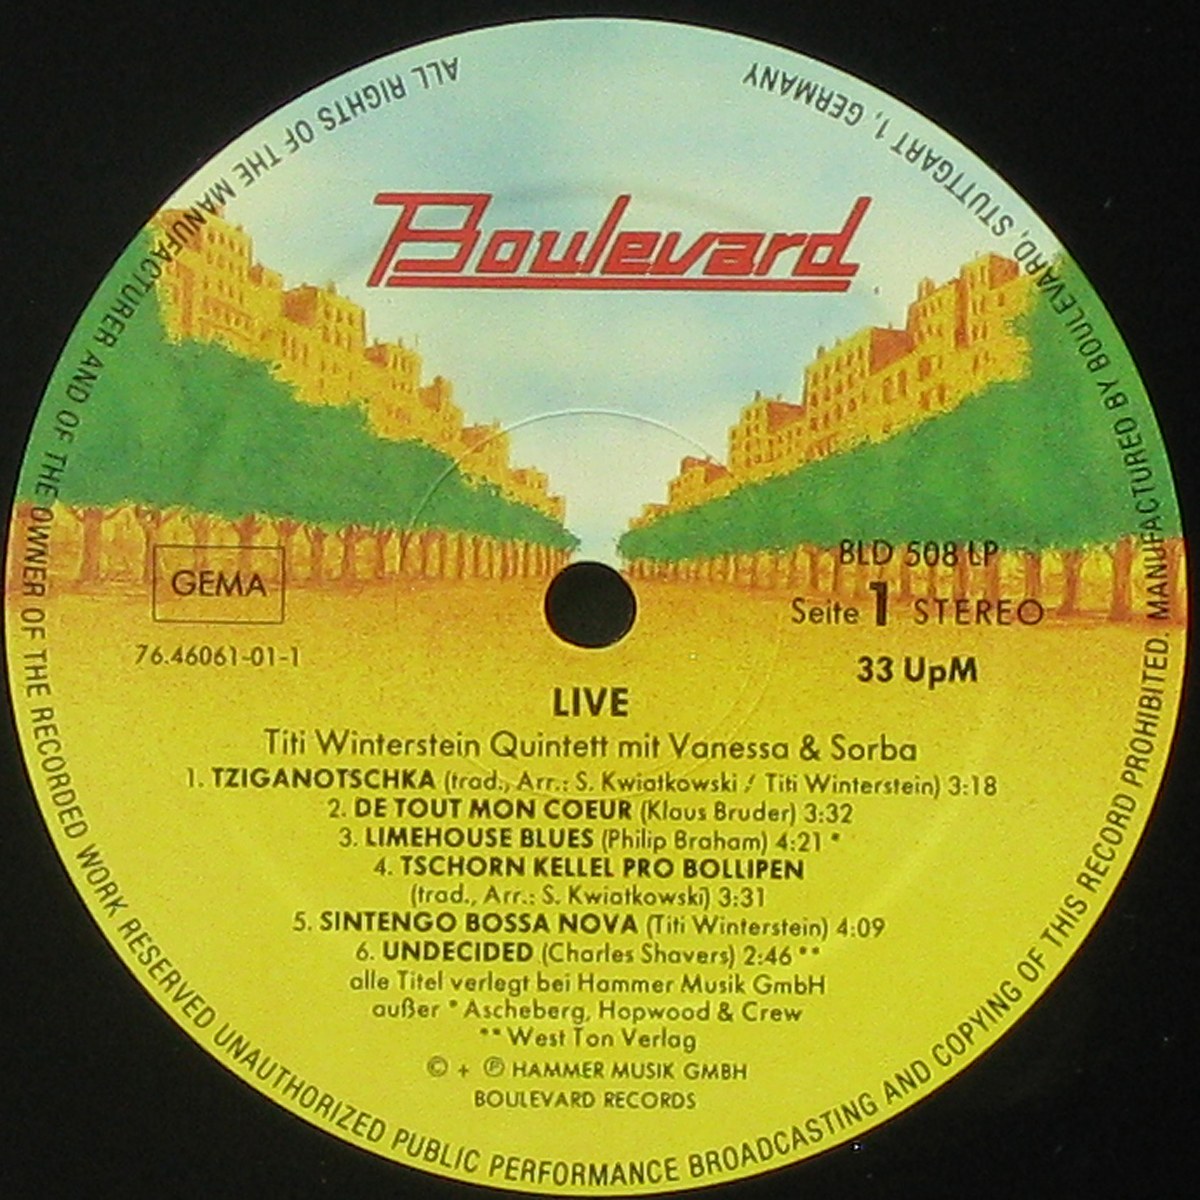 Boulevard
GEMA
76.46061-01-1
BLD 508 LP
Seite 1 STEREO
33 UpM
LIVE
Titi Winterstein Quintett mit Vanessa & Sorba
1. TZIGANOTSCHKA (trad., Arr.: S. Kwiatkowski / Titi Winterstein) 3:18
2. DE TOUT MON COEUR (Klaus Bruder) 3:32
3. LIMEHOUSE BLUES (Philip Braham) 4:21 *
4. TSCHORN KELLEL PRO BOLLIPEN
(trad., Arr.: S. Kwiatkowski) 3:31
5. SINTENGO BOSSA NOVA (Titi Winterstein) 4:09
6. UNDECIDED (Charles Shavers) 2:46 **
alle Titel verlegt bei Hammer Musik GmbH
außer * Ascheberg, Hopwood & Crew
** West Ton Verlag
© + ℗ HAMMER MUSIK GMBH
BOULEVARD RECORDS
ALL RIGHTS OF THE MANUFACTURER AND OF THE OWNER OF THE RECORDED WORK RESERVED UNAUTHORIZED PUBLIC PERFORMANCE BROADCASTING AND COPYING OF THIS RECORD PROHIBITED. MANUFACTURED BY BOULEVARD, STUTTGART 1, GERMANY